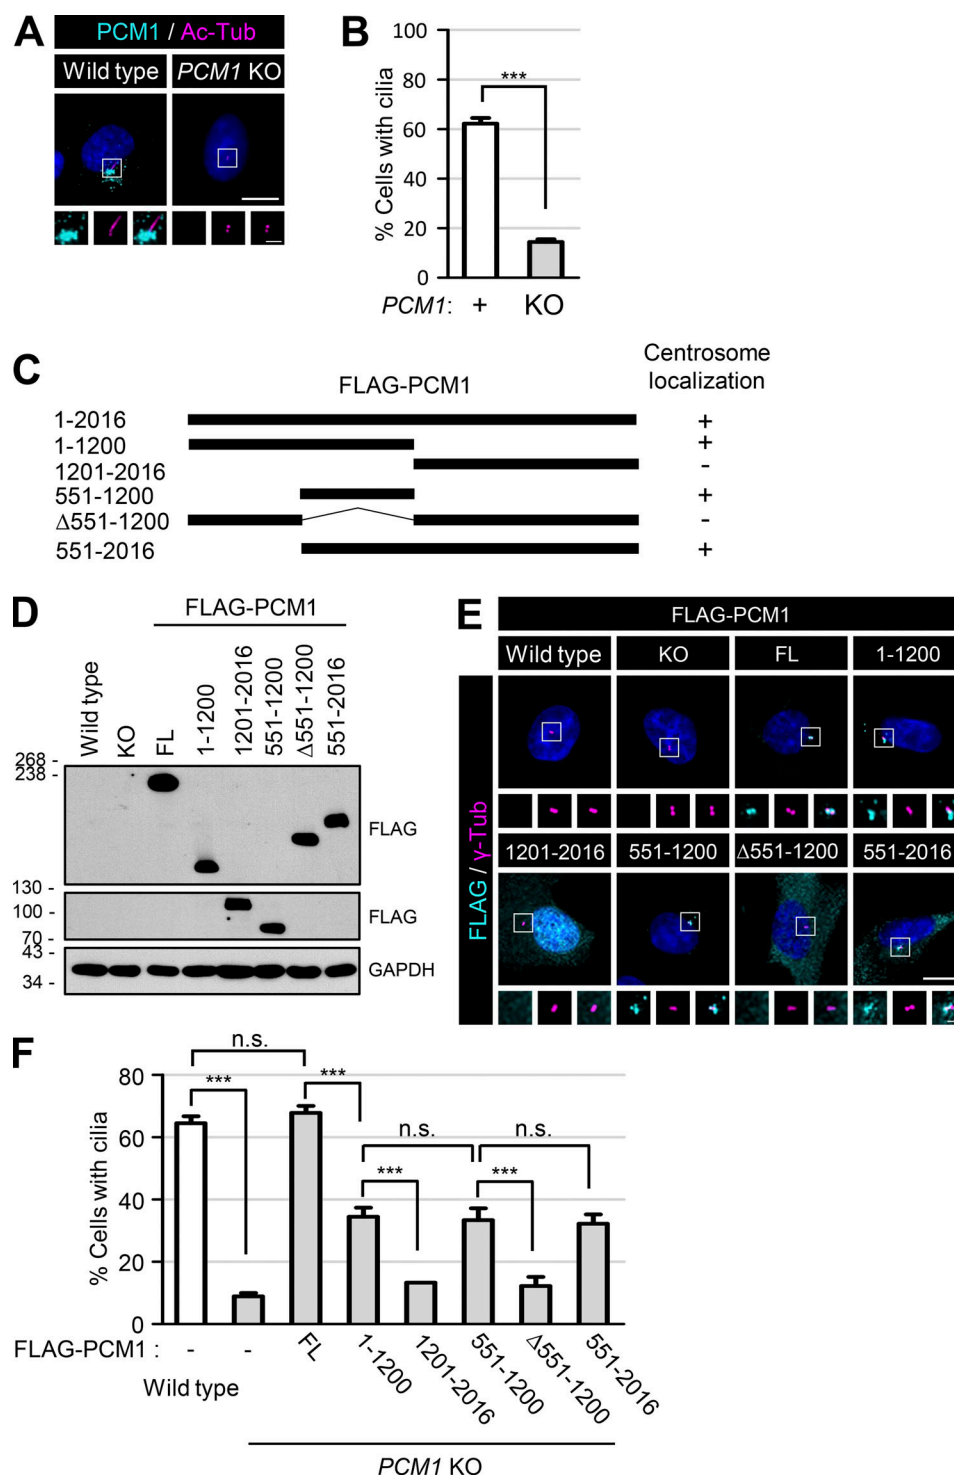 A
PCM1 / Ac-Tub
Wild type
PCM1 KO
B
% Cells with cilia
100
80
60
40
20
0
***
PCM1: + KO
C
FLAG-PCM1
Centrosome
localization
1-2016 +
1-1200 +
1201-2016 -
551-1200 +
Δ551-1200 -
551-2016 +
D
FLAG-PCM1
Wild type
KO
FL
1-1200
1201-2016
551-1200
Δ551-1200
551-2016
268 -
238 -
FLAG
130 -
100 -
70 -
FLAG
43 -
34 -
GAPDH
E
FLAG-PCM1
Wild type
KO
FL
1-1200
FLAG / γ-Tub
1201-2016
551-1200
Δ551-1200
551-2016
F
% Cells with cilia
80
60
40
20
0
n.s.
***
***
n.s.
n.s.
***
***
FLAG-PCM1 : - - FL 1-1200 1201-2016 551-1200 Δ551-1200 551-2016
Wild type
PCM1 KO